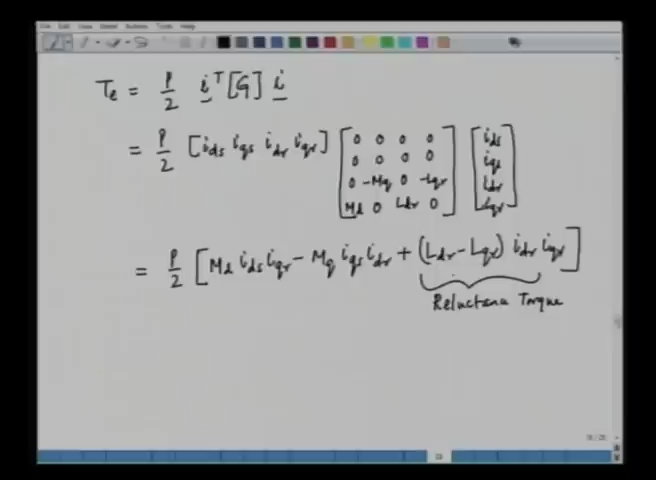 Te = P/2 i^T [G] i
= P/2 [ids iqs idr iqr] [0 0 0 0; 0 0 0 0; 0 -Mq 0 -Lqr; Md 0 Ldr 0] [ids; iqs; idr; iqr]
= P/2 [Md ids iqr - Mq iqs idr + (Ldr - Lqr) idr iqr]
Reluctance Torque